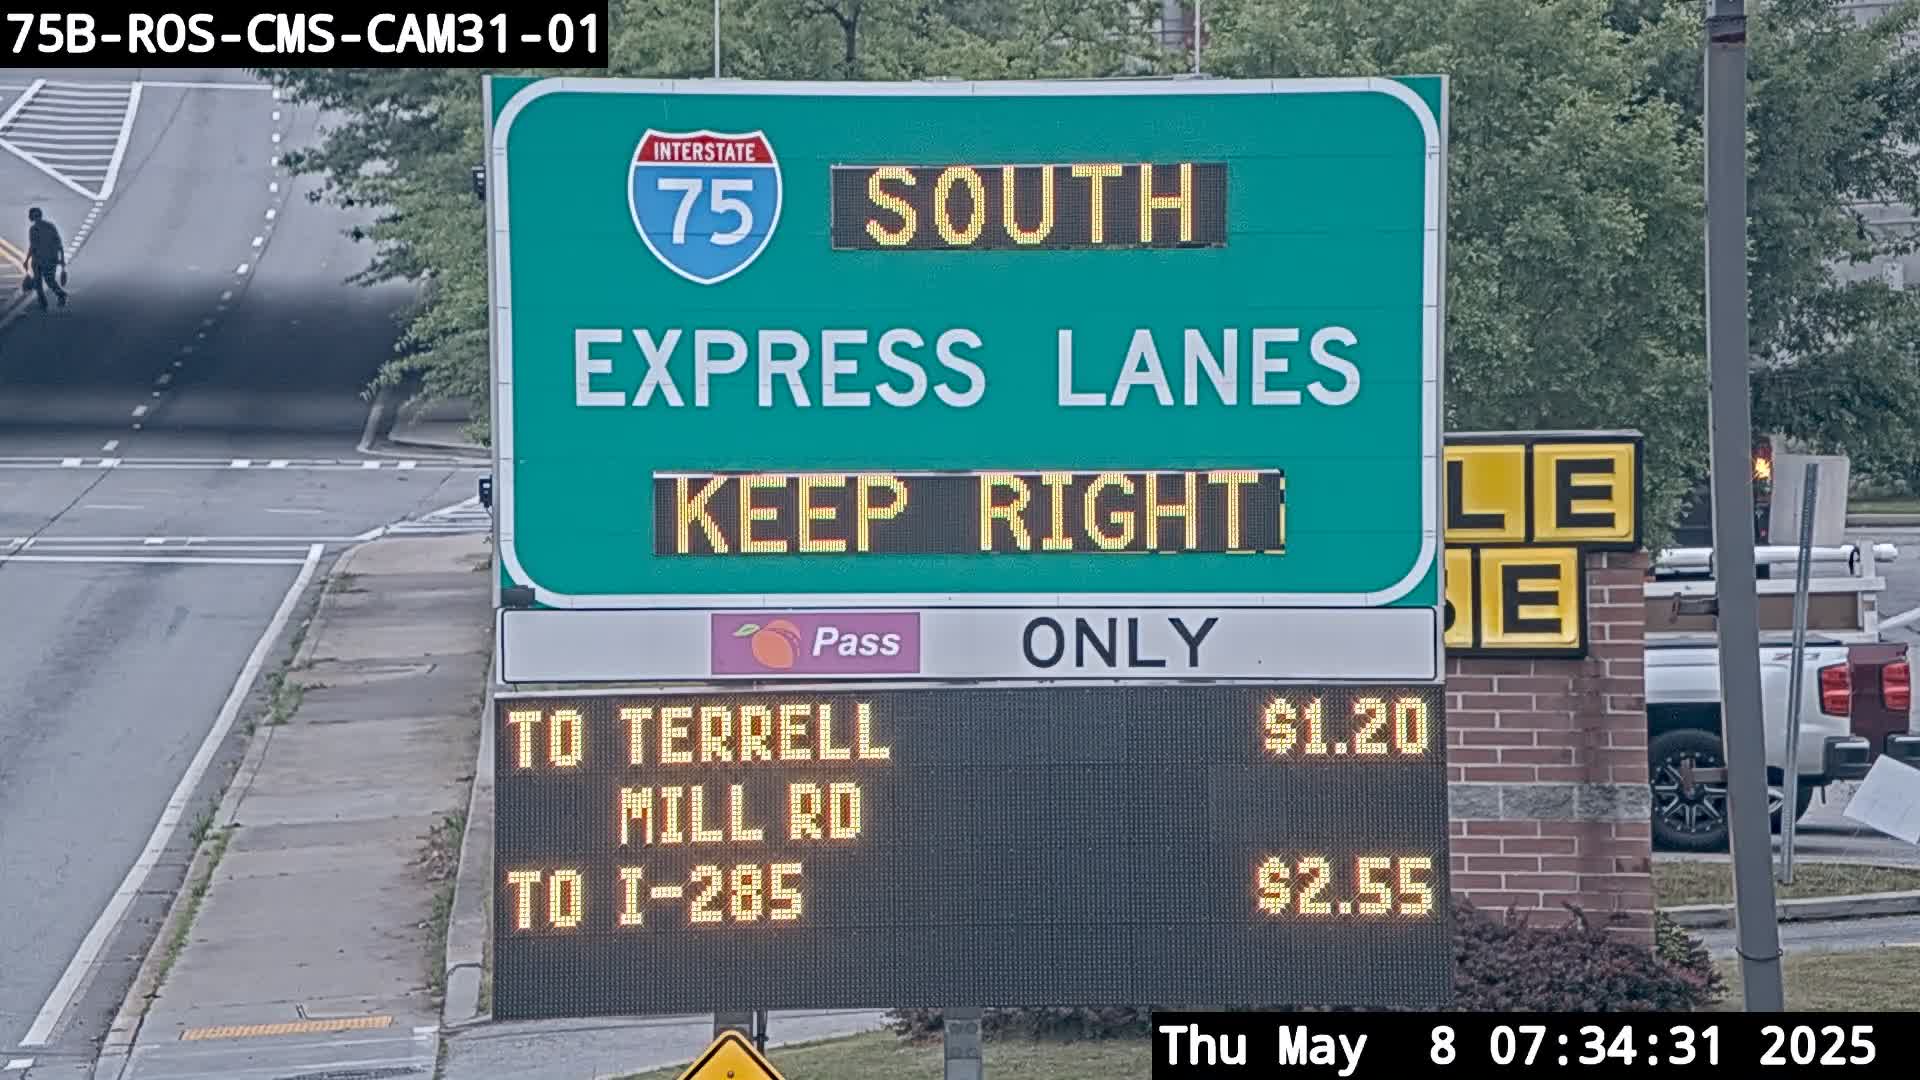 75B-ROS-CMS-CAM31-01
INTERSTATE
75
SOUTH
EXPRESS LANES
KEEP RIGHT
Pass ONLY
TO TERRELL $1.20
MILL RD
TO I-285 $2.55
LE
E
Thu May 8 07:34:31 2025